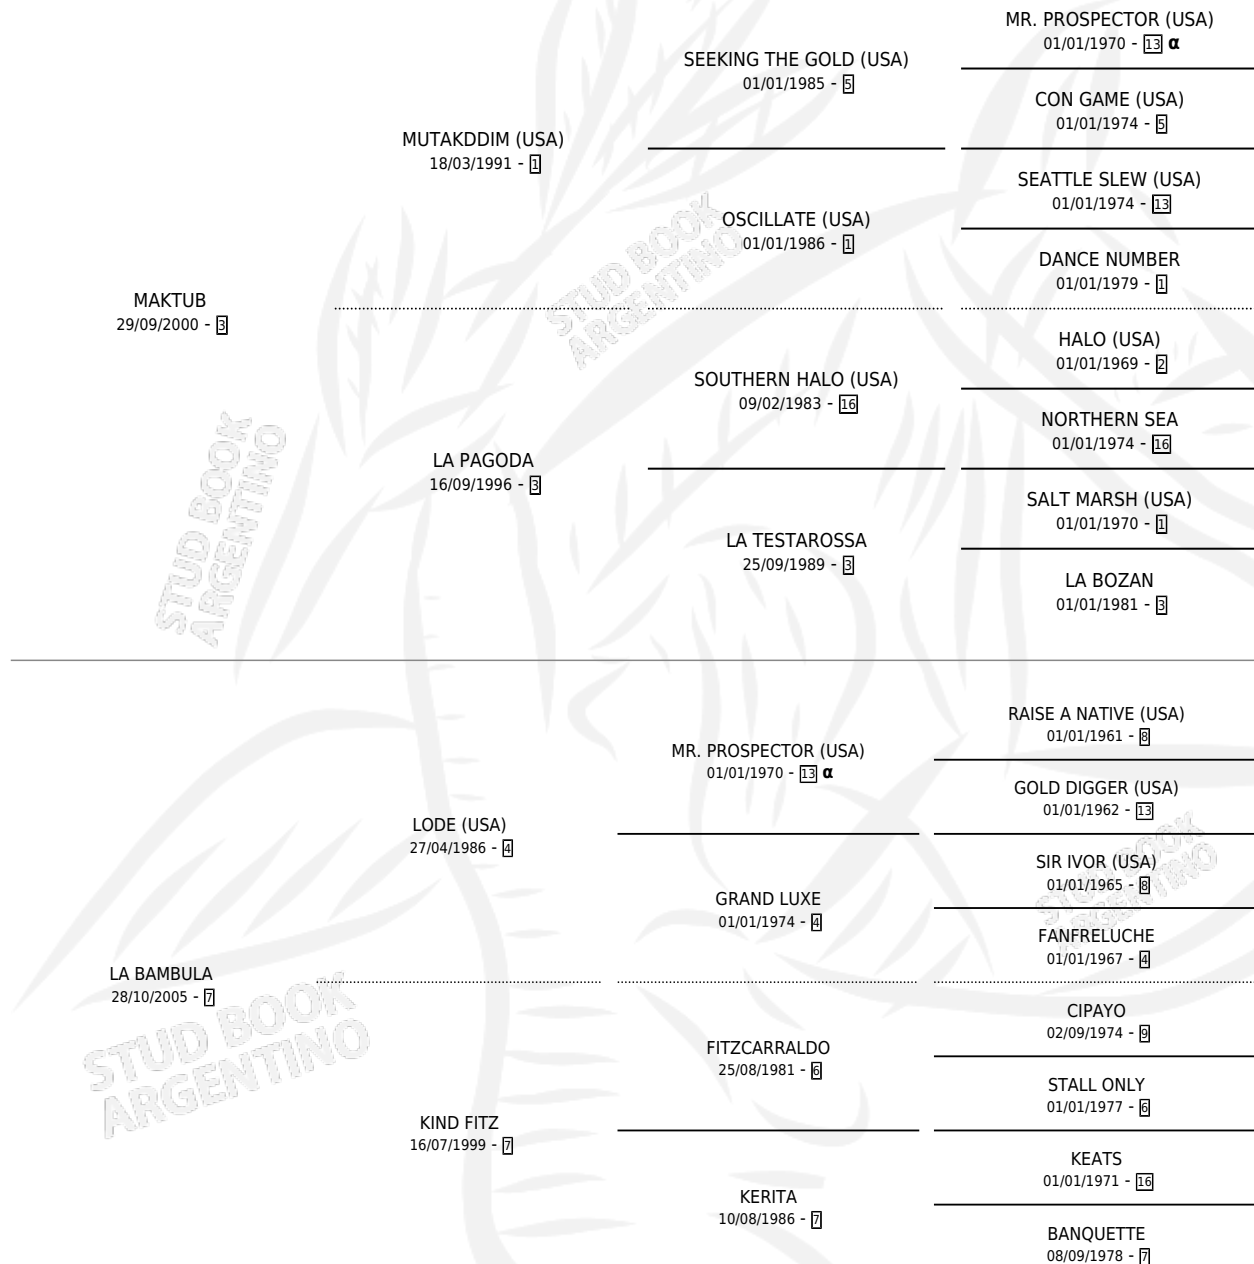 MR. PROSPECTOR (USA)
01/01/1970 - 13 α
SEEKING THE GOLD (USA)
01/01/1985 - 5
CON GAME (USA)
01/01/1974 - 5
MUTAKDDIM (USA)
18/03/1991 - 1
SEATTLE SLEW (USA)
01/01/1974 - 13
OSCILLATE (USA)
01/01/1986 - 1
DANCE NUMBER
01/01/1979 - 1
MAKTUB
29/09/2000 - 3
HALO (USA)
01/01/1969 - 2
SOUTHERN HALO (USA)
09/02/1983 - 16
NORTHERN SEA
01/01/1974 - 16
LA PAGODA
16/09/1996 - 3
SALT MARSH (USA)
01/01/1970 - 1
LA TESTAROSSA
25/09/1989 - 3
LA BOZAN
01/01/1981 - 3
RAISE A NATIVE (USA)
01/01/1961 - 8
MR. PROSPECTOR (USA)
01/01/1970 - 13 α
GOLD DIGGER (USA)
01/01/1962 - 13
LODE (USA)
27/04/1986 - 4
SIR IVOR (USA)
01/01/1965 - 8
GRAND LUXE
01/01/1974 - 4
FANFRELUCHE
01/01/1967 - 4
LA BAMBULA
28/10/2005 - 7
CIPAYO
02/09/1974 - 9
FITZCARRALDO
25/08/1981 - 6
STALL ONLY
01/01/1977 - 6
KIND FITZ
16/07/1999 - 7
KEATS
01/01/1971 - 16
KERITA
10/08/1986 - 7
BANQUETTE
08/09/1978 - 7
STUD BOOK
ARGENTINO
STUD BOOK
ARGENTINO
STUD BOOK
ARGENTINO
STUD BOOK
ARGENTINO